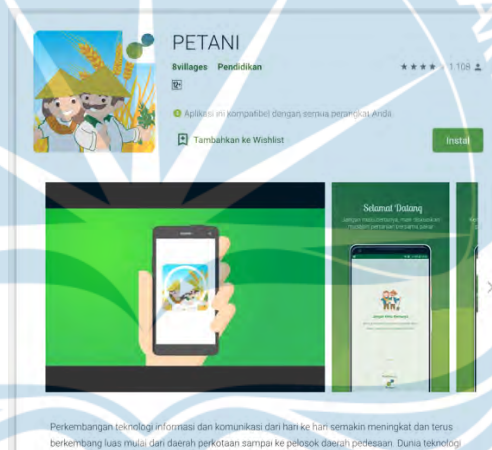 PETANI
8villages Pendidikan
1.108
Aplikasi ini kompatibel dengan semua perangkat Anda.
Tambahkan ke Wishlist
Instal
Selamat Datang
Perkembangan teknologi informasi dan komunikasi dari hari ke hari semakin meningkat dan terus
berkembang luas mulai dari daerah perkotaan sampai ke pelosok daerah pedesaan. Dunia teknologi